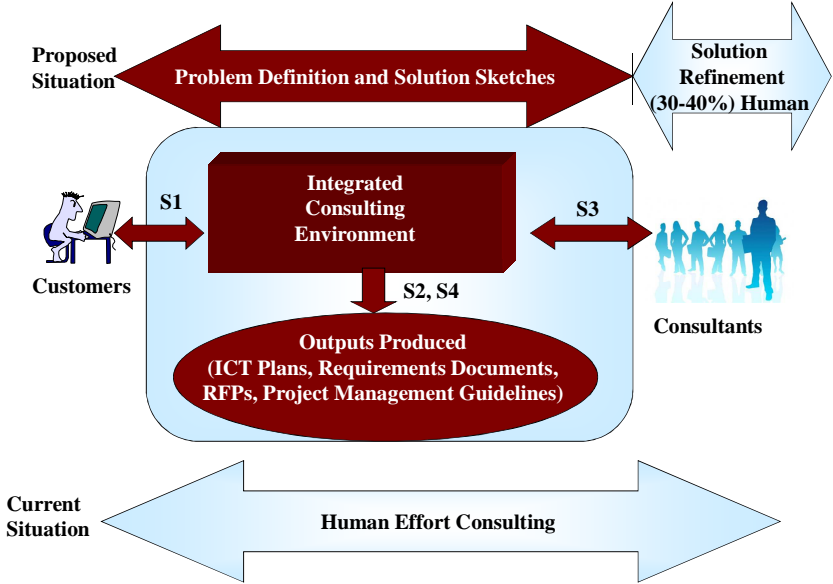 Proposed
Situation
Problem Definition and Solution Sketches
Solution
Refinement
(30-40%) Human
Integrated
Consulting
Environment
S1
S3
Customers
S2, S4
Consultants
Outputs Produced
(ICT Plans, Requirements Documents,
RFPs, Project Management Guidelines)
Current
Situation
Human Effort Consulting